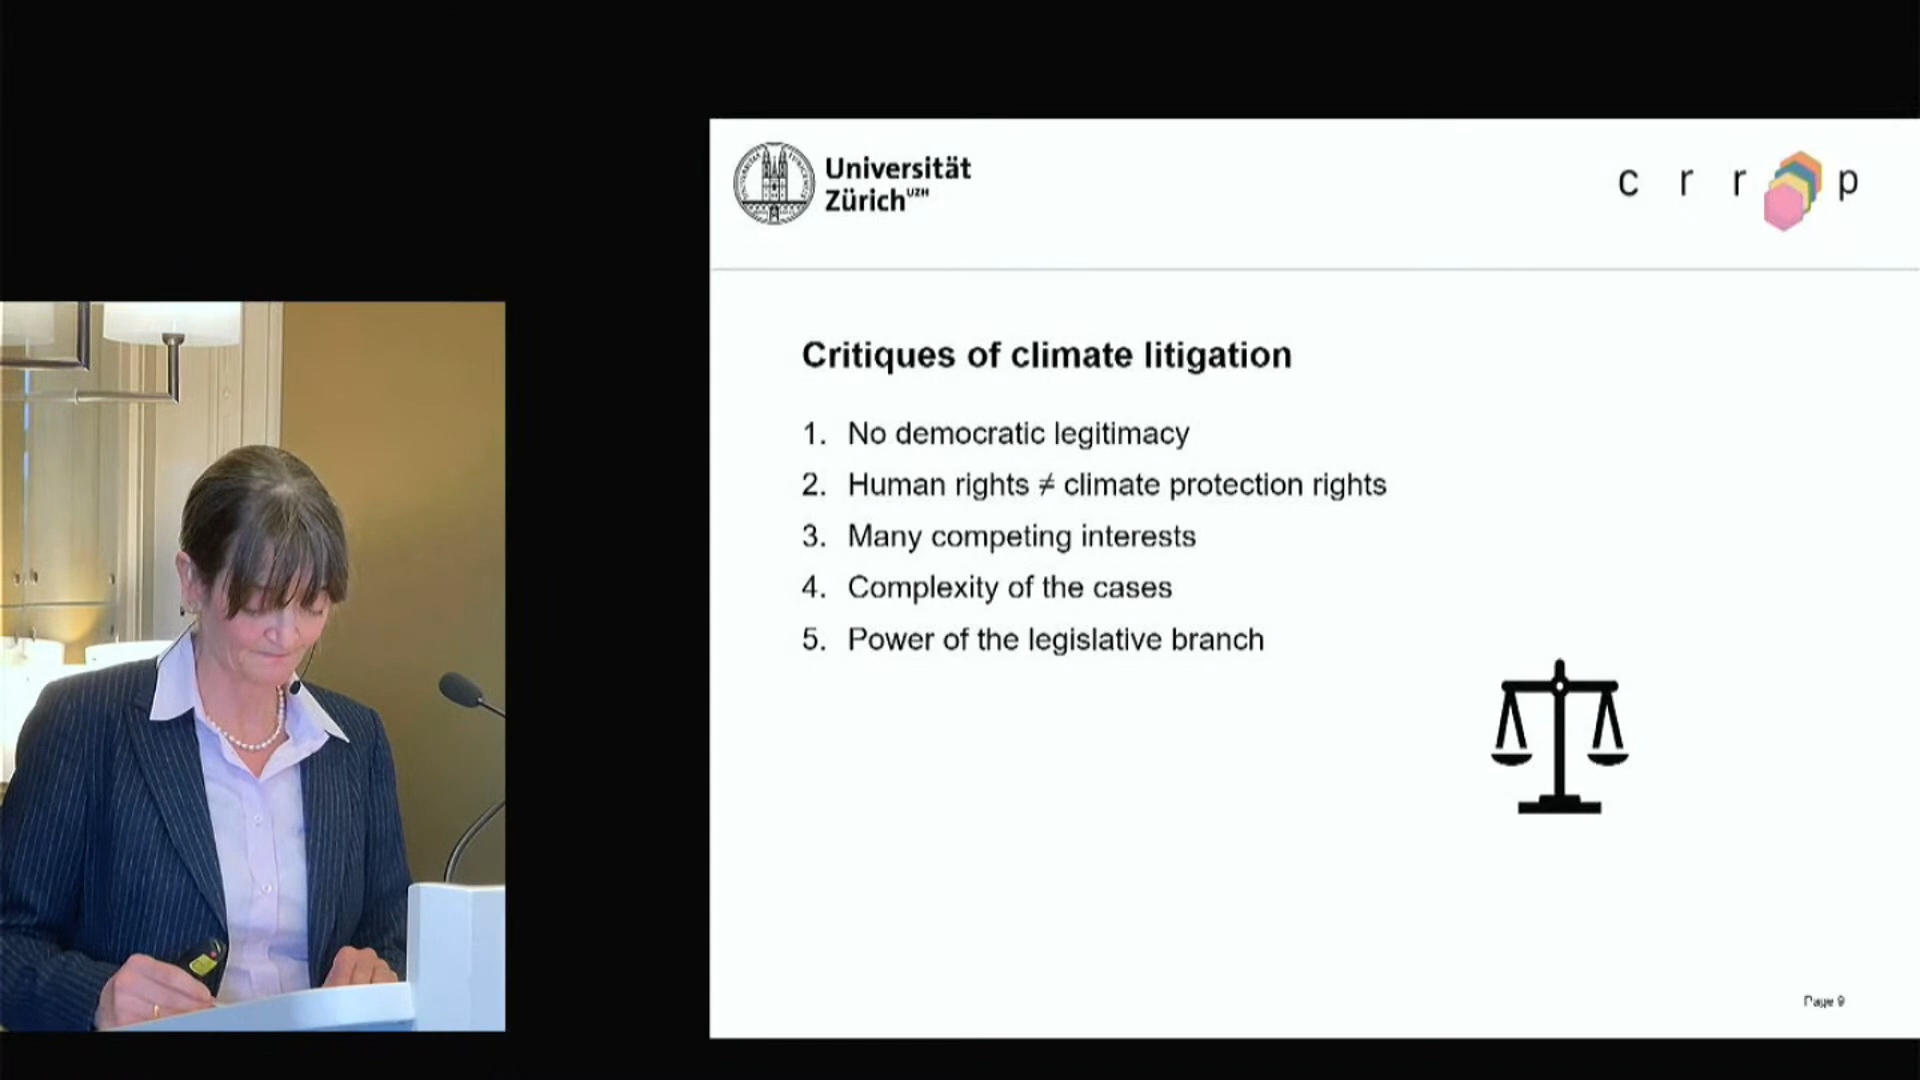 Universität
Zürich UZH
c r r p
Critiques of climate litigation
1. No democratic legitimacy
2. Human rights ≠ climate protection rights
3. Many competing interests
4. Complexity of the cases
5. Power of the legislative branch
Page 9